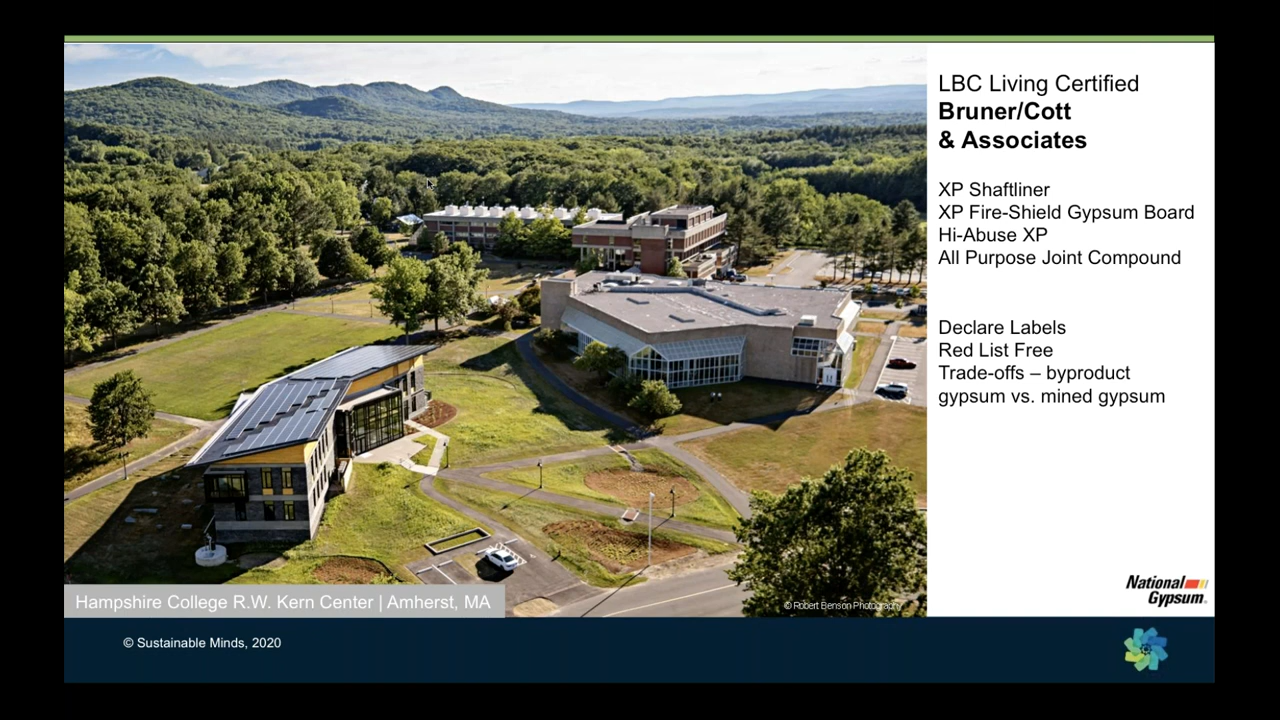 LBC Living Certified
Bruner/Cott
& Associates
XP Shaftliner
XP Fire-Shield Gypsum Board
Hi-Abuse XP
All Purpose Joint Compound
Declare Labels
Red List Free
Trade-offs – byproduct
gypsum vs. mined gypsum
National
Gypsum®
Hampshire College R.W. Kern Center | Amherst, MA
© Robert Benson Photography
© Sustainable Minds, 2020